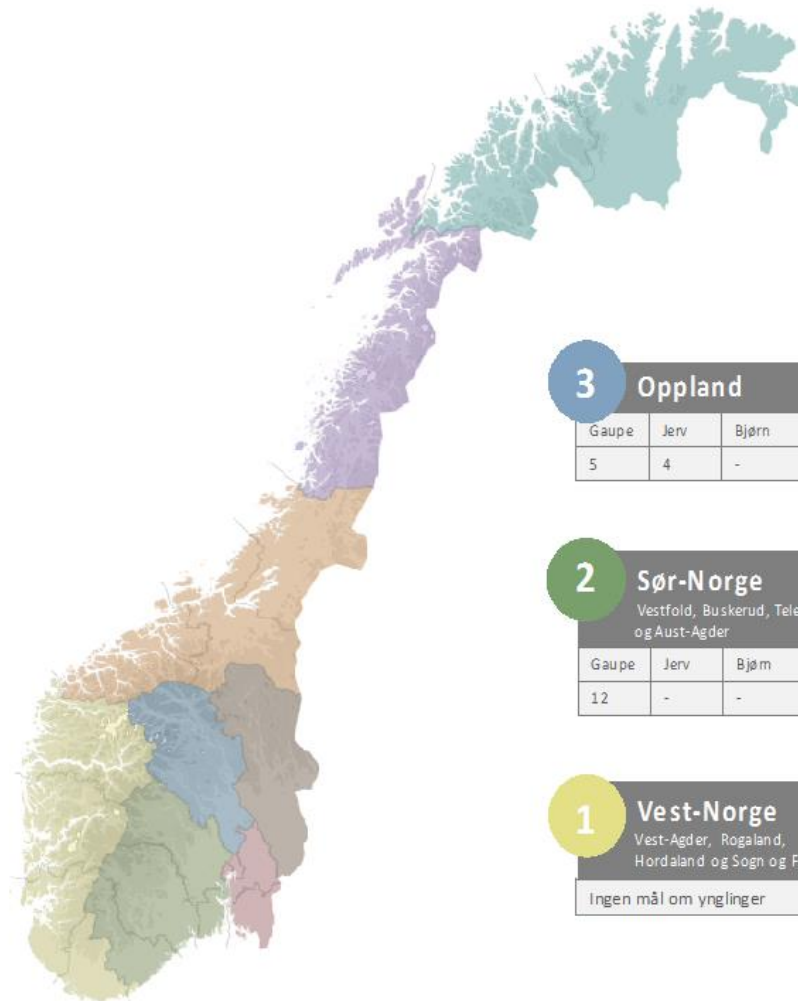 3 Oppland
Gaupe Jerv Bjørn
5 4 -
2 Sør-Norge
Vestfold, Buskerud, Tele
og Aust-Agder
Gaupe Jerv Bjørn
12 - -
1 Vest-Norge
Vest-Agder, Rogaland,
Hordaland og Sogn og F
Ingen mål om ynglinger